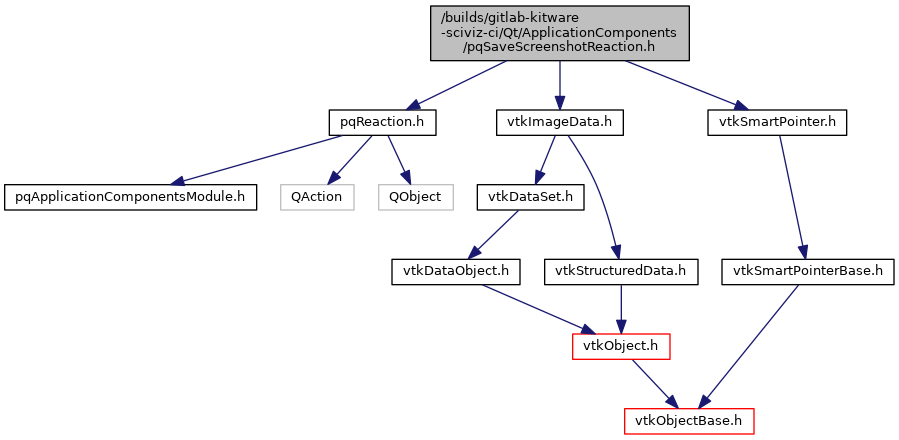 /builds/gitlab-kitware
-sciviz-ci/Qt/ApplicationComponents
/pqSaveScreenshotReaction.h
pqReaction.h
vtkImageData.h
vtkSmartPointer.h
pqApplicationComponentsModule.h
QAction
QObject
vtkDataSet.h
vtkDataObject.h
vtkStructuredData.h
vtkSmartPointerBase.h
vtkObject.h
vtkObjectBase.h